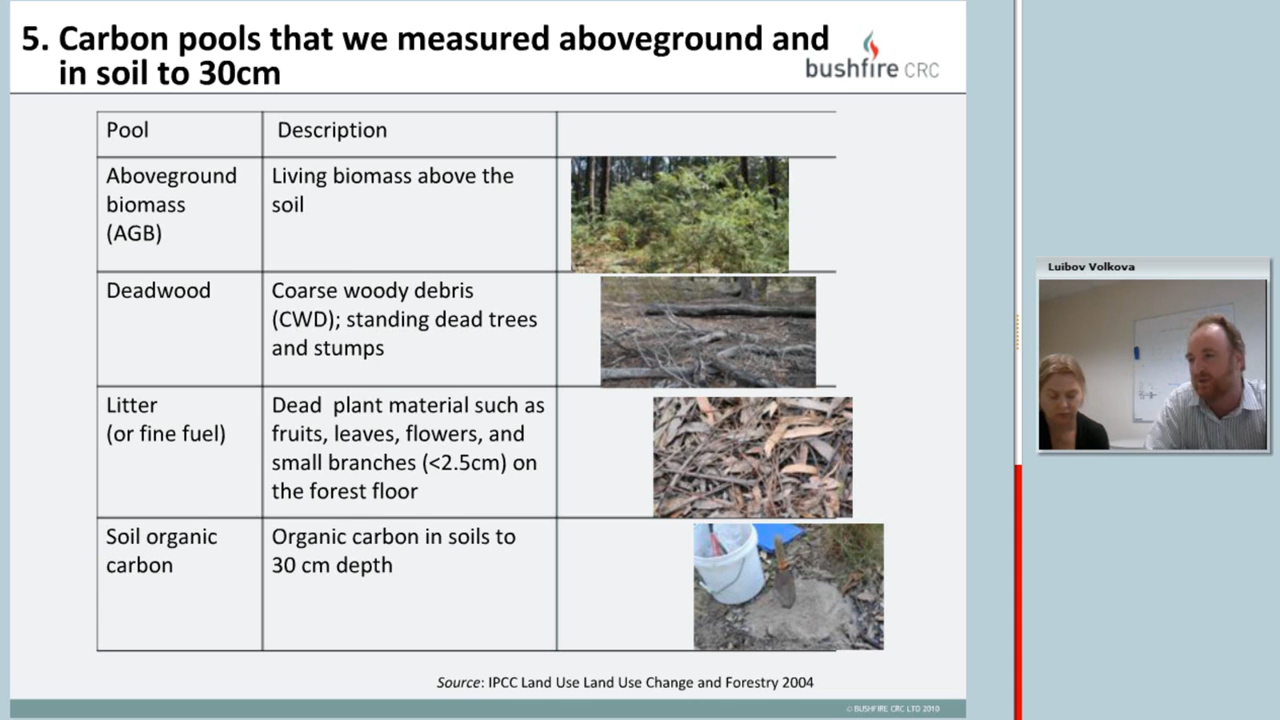 5. Carbon pools that we measured aboveground and
in soil to 30cm
bushfire CRC
Pool
Description
Aboveground
biomass
(AGB)
Living biomass above the
soil
Deadwood
Coarse woody debris
(CWD); standing dead trees
and stumps
Litter
(or fine fuel)
Dead plant material such as
fruits, leaves, flowers, and
small branches (<2.5cm) on
the forest floor
Soil organic
carbon
Organic carbon in soils to
30 cm depth
Source: IPCC Land Use Land Use Change and Forestry 2004
© BUSHFIRE CRC LTD 2010
Luibov Volkova